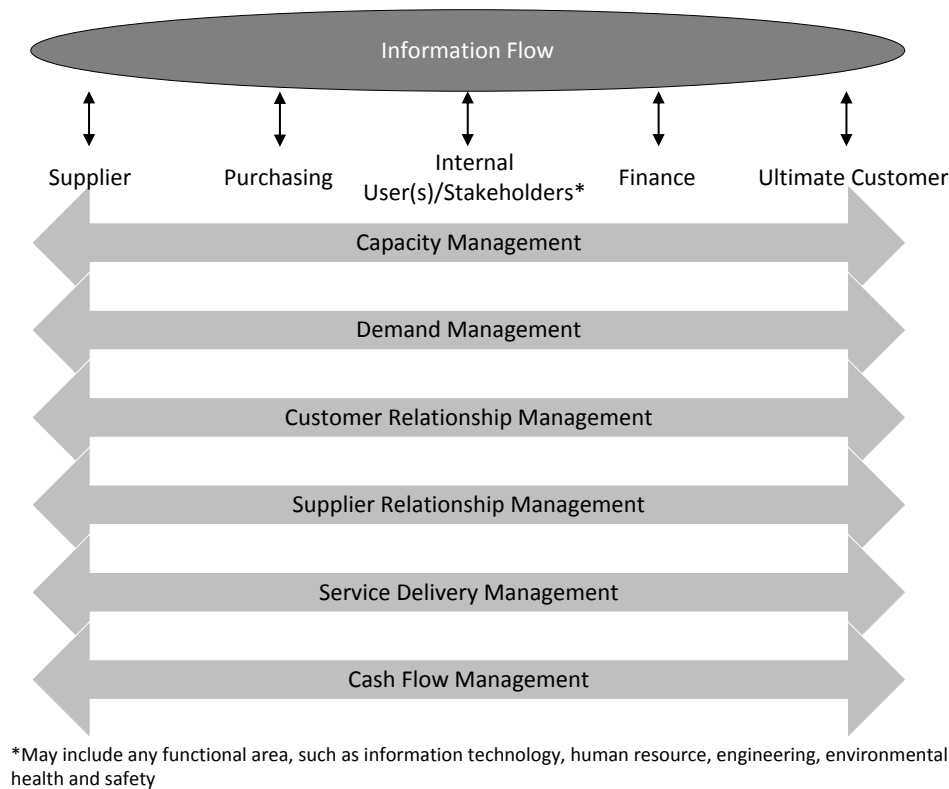 Information Flow
Supplier
Purchasing
Internal
User(s)/Stakeholders*
Finance
Ultimate Customer
Capacity Management
Demand Management
Customer Relationship Management
Supplier Relationship Management
Service Delivery Management
Cash Flow Management
*May include any functional area, such as information technology, human resource, engineering, environmental
health and safety